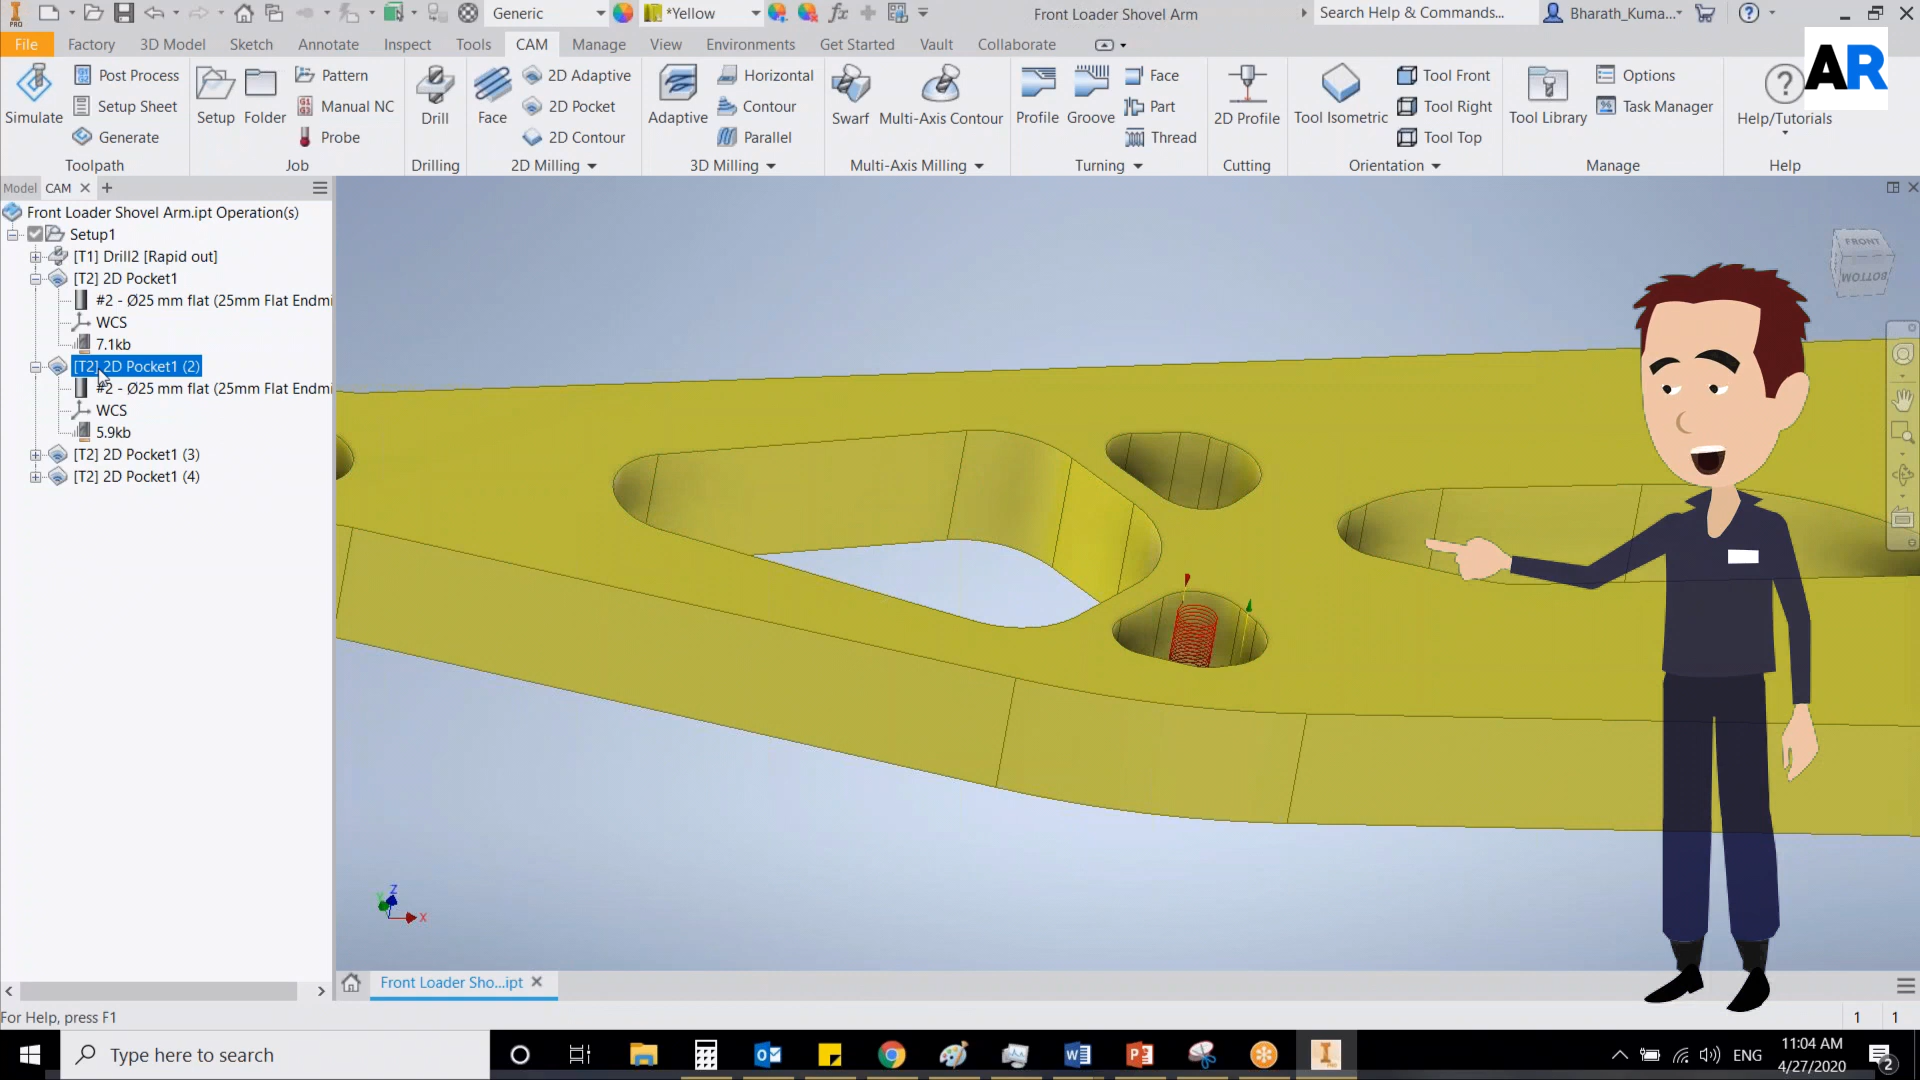 PRO
Generic
*Yellow
fx
Front Loader Shovel Arm
Search Help & Commands...
Bharath_Kuma...
File
Factory
3D Model
Sketch
Annotate
Inspect
Tools
CAM
Manage
View
Environments
Get Started
Vault
Collaborate
AR
Simulate
Post Process
Setup Sheet
Generate
Toolpath
Setup
Folder
Pattern
G1
G2
Manual NC
Probe
Job
Drill
Drilling
Face
2D Adaptive
2D Pocket
2D Contour
2D Milling
Adaptive
Horizontal
Contour
Parallel
3D Milling
Swarf
Multi-Axis Contour
Multi-Axis Milling
Profile
Groove
Face
Part
Thread
Turning
2D Profile
Cutting
Tool Isometric
Tool Front
Tool Right
Tool Top
Orientation
Tool Library
Options
Task Manager
Manage
Help/Tutorials
Help
Model
CAM
Front Loader Shovel Arm.ipt Operation(s)
Setup1
[T1] Drill2 [Rapid out]
[T2] 2D Pocket1
#2 - Ø25 mm flat (25mm Flat Endmi
WCS
7.1kb
[T2] 2D Pocket1 (2)
#2 - Ø25 mm flat (25mm Flat Endmi
WCS
5.9kb
[T2] 2D Pocket1 (3)
[T2] 2D Pocket1 (4)
FRONT
BOTTOM
Z
Y
X
Front Loader Sho...ipt
For Help, press F1
1
1
Type here to search
ENG
11:04 AM
4/27/2020
2